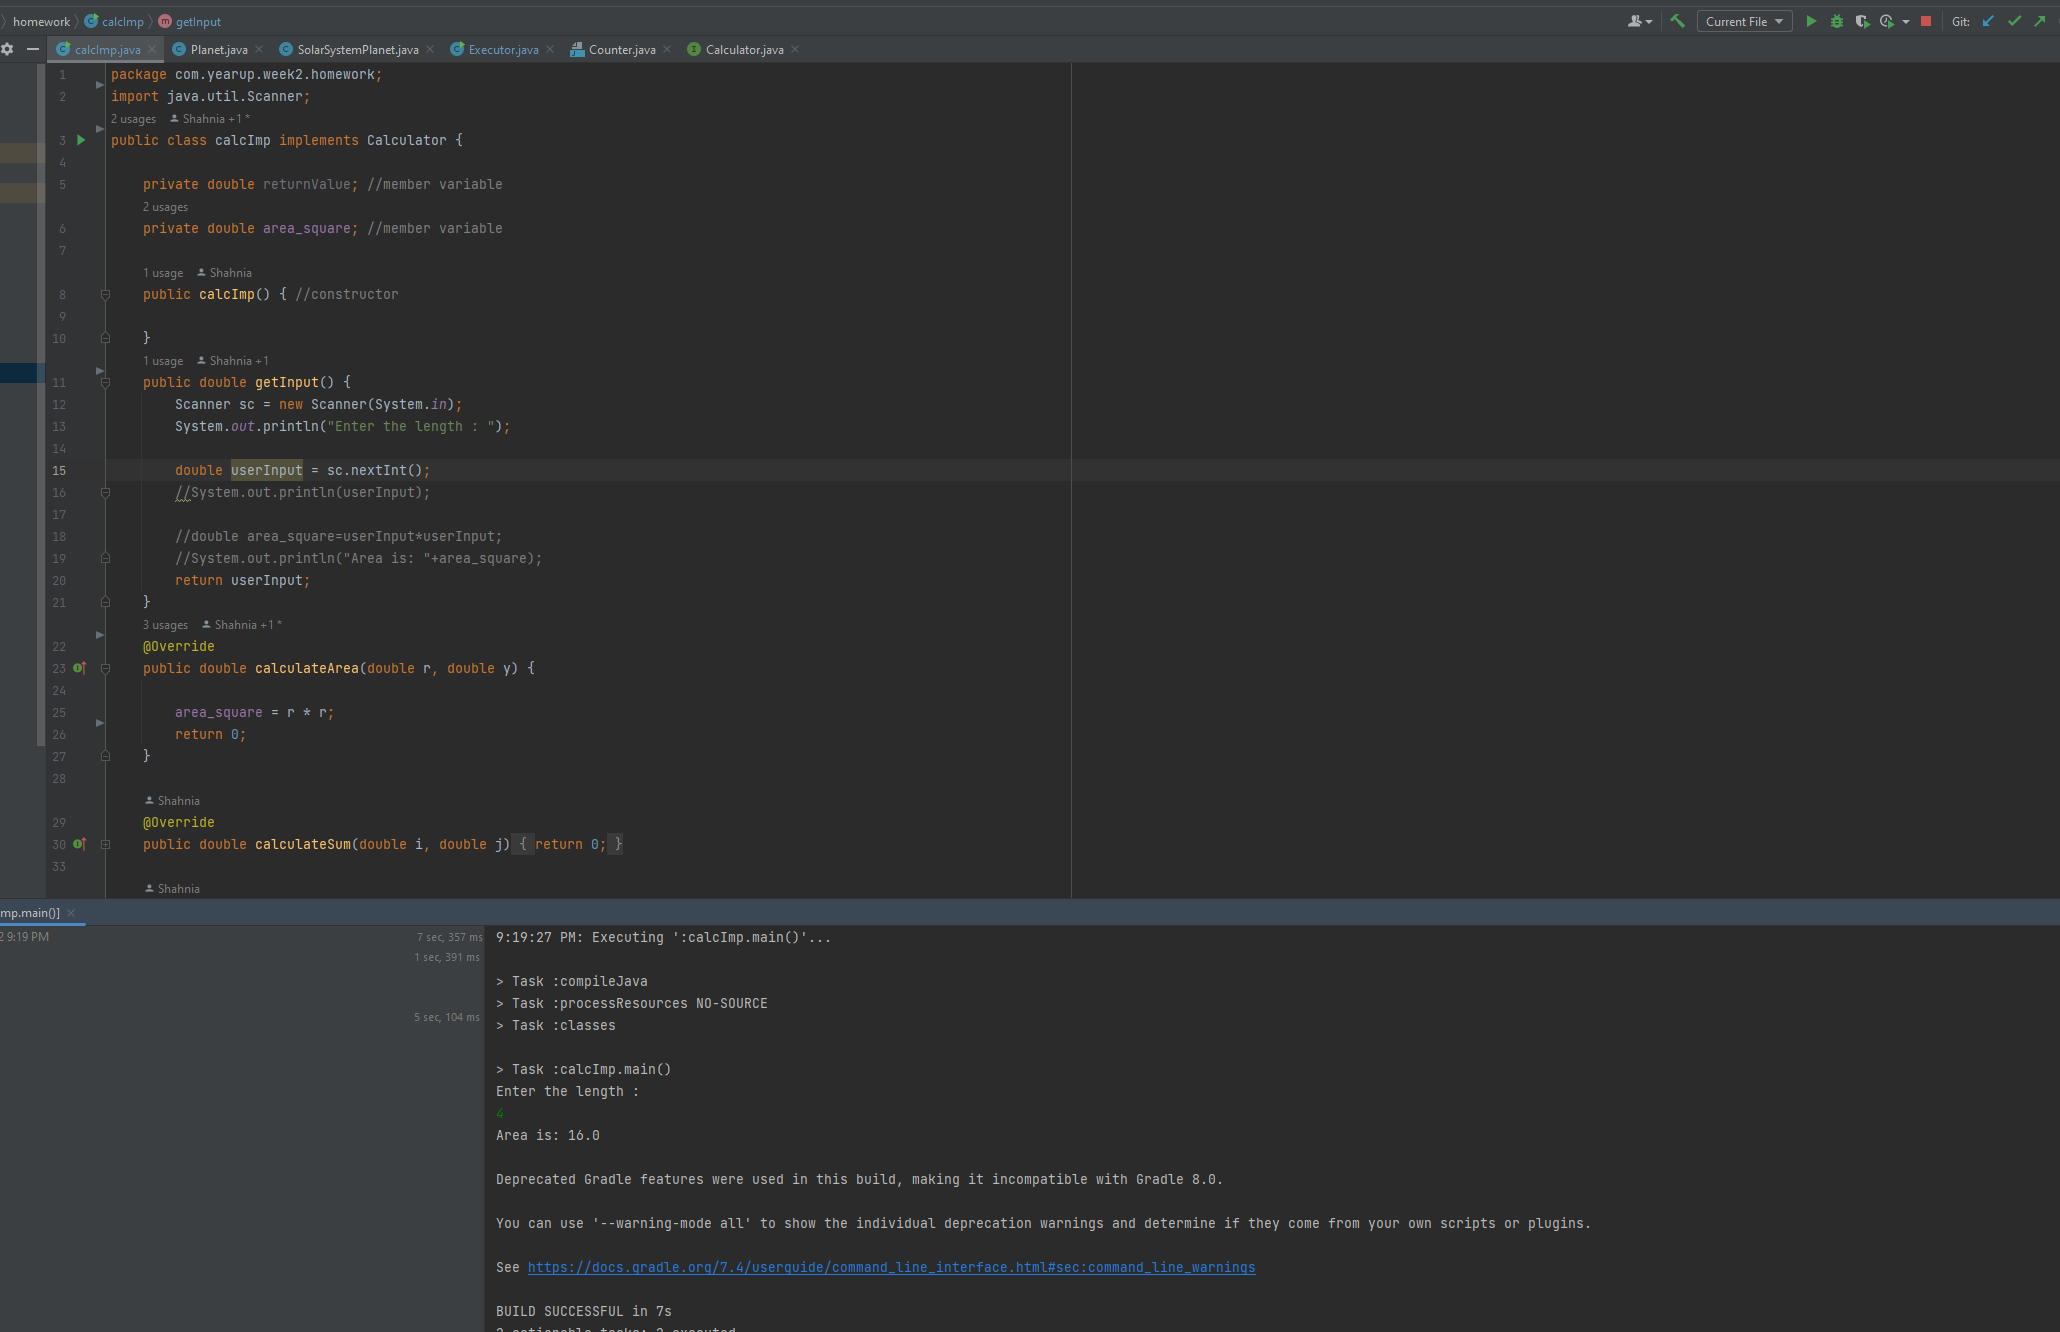 homework calcImp getInput Current File Git:
calcImp.java Planet.java SolarSystemPlanet.java Executor.java Counter.java Calculator.java
1 package com.yearup.week2.homework;
2 import java.util.Scanner;
2 usages Shahnia +1 *
3 public class calcImp implements Calculator {
4
5 private double returnValue; //member variable
2 usages
6 private double area_square; //member variable
7
1 usage Shahnia
8 public calcImp() { //constructor
9
10 }
1 usage Shahnia +1
11 public double getInput() {
12 Scanner sc = new Scanner(System.in);
13 System.out.println("Enter the length : ");
14
15 double userInput = sc.nextInt();
16 //System.out.println(userInput);
17
18 //double area_square=userInput*userInput;
19 //System.out.println("Area is: "+area_square);
20 return userInput;
21 }
3 usages Shahnia +1 *
22 @Override
23 public double calculateArea(double r, double y) {
24
25 area_square = r * r;
26 return 0;
27 }
28
Shahnia
29 @Override
30 public double calculateSum(double i, double j) { return 0; }
33
Shahnia
mp.main()]
2 9:19 PM 7 sec, 357 ms 9:19:27 PM: Executing ':calcImp.main()'...
1 sec, 391 ms
> Task :compileJava
> Task :processResources NO-SOURCE
5 sec, 104 ms > Task :classes
> Task :calcImp.main()
Enter the length :
4
Area is: 16.0
Deprecated Gradle features were used in this build, making it incompatible with Gradle 8.0.
You can use '--warning-mode all' to show the individual deprecation warnings and determine if they come from your own scripts or plugins.
See https://docs.gradle.org/7.4/userguide/command_line_interface.html#sec:command_line_warnings
BUILD SUCCESSFUL in 7s
2 actionable tasks: 2 executed